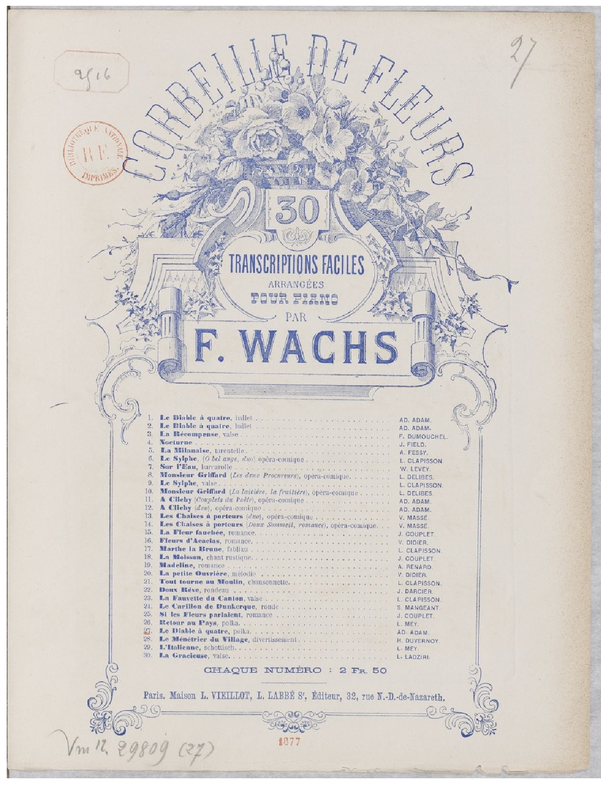 27
2516
CORBEILLE DE FLEURS
BIBLIOTHÈQUE NATIONALE
R F
IMPRIMÉS.
30
TRANSCRIPTIONS FACILES
ARRANGÉES
POUR PIANO
PAR
F. WACHS
1. Le Diable à quatre, ballet AD. ADAM.
2. Le Diable à quatre, ballet AD. ADAM.
3. La Récompense, valse F. DUMOUCHEL.
4. Nocturne J. FIELD.
5. La Milanaise, tarentelle A. FESSY.
6. Le Sylphe, (O bel ange, duo) opéra-comique L. CLAPISSON
7. Sur l'Eau, barcarolle W. LEVEY.
8. Monsieur Griffard (Les deux Procureurs), opéra-comique. L. DELIBES.
9. Le Sylphe, valse L. CLAPISSON.
10. Monsieur Griffard (La laitière, la fruitière), opéra-comique L. DELIBES
11. A Clichy (Couplets du Poète), opéra-comique AD. ADAM.
12. A Clichy (duo), opéra-comique AD. ADAM.
13. Les Chaises à porteurs (duo), opéra-comique V. MASSÉ.
14. Les Chaises à porteurs (Doux Sommeil, romance), opéra-comique. V. MASSÉ
15. La Fleur fanchée, romance. J. COUPLET.
16. Fleurs d'Acacias, romance. V. DIDIER.
17. Marthe la Brune, fabliau L. CLAPISSON.
18. La Moisson, chant rustique. J. COUPLET.
19. Madeline, romance A. RENARD.
20. La petite Ouvrière, mélodie V. DIDIER.
21. Tout tourne au Moulin, chansonnette. L. CLAPISSON.
22. Doux Rêve, rondeau J. DARCIER.
23. La Fauvette du Canton, valse L. CLAPISSON.
24. Le Carillon de Dunkerque, ronde S. MANGEANT.
25. Si les Fleurs parlaient, romance J. COUPLET.
26. Retour au Pays, polka. L. MEY.
27. Le Diable à quatre, polka. AD. ADAM.
28. Le Ménétrier du Village, divertissement H. DUVERNOY.
29. L'Italienne, schottisch L. MEY.
30. La Gracieuse, valse. L. LADZIRI.
CHAQUE NUMÉRO : 2 FR. 50
Paris. Maison L. VIEILLOT, L. LABBÉ Sr, Éditeur, 32, rue N.-D.-de-Nazareth.
1877
Vm 12 29809 (27)